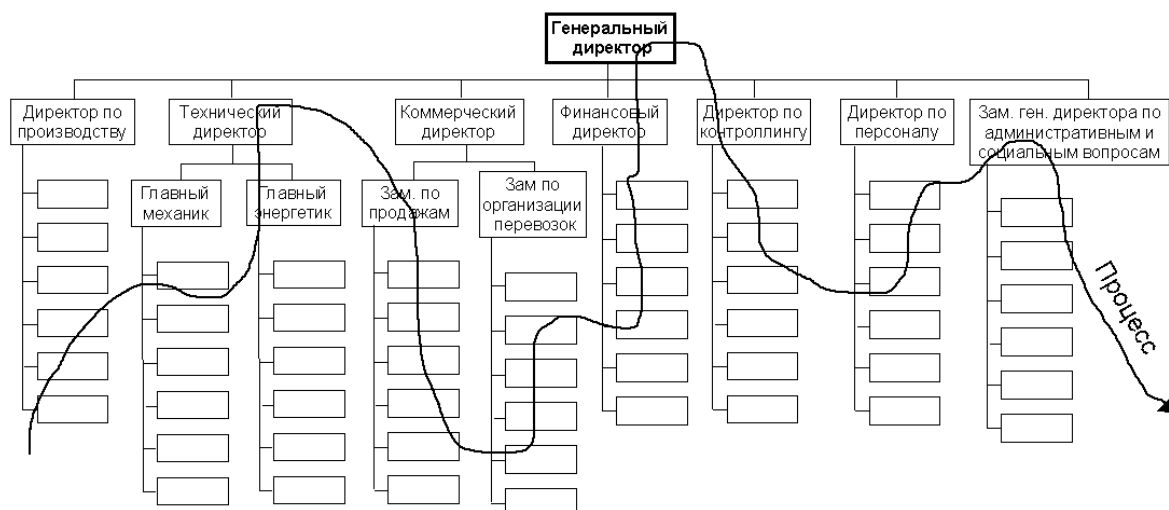 Генеральный
директор
Директор по
производству
Технический
директор
Коммерческий
директор
Финансовый
директор
Директор по
контроллингу
Директор по
персоналу
Зам. ген. директора по
административным и
социальным вопросам
Главный
механик
Главный
энергетик
Зам. по
продажам
Зам по
организации
перевозок
Процесс